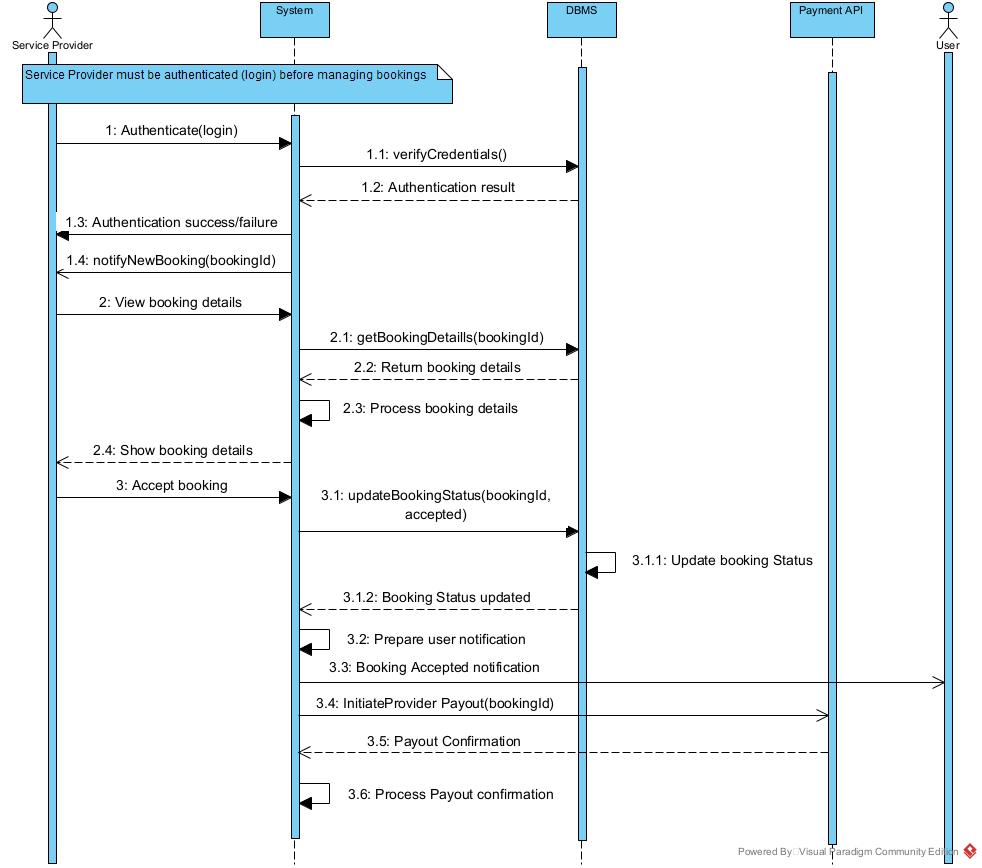 System
DBMS
Payment API
Service Provider
User
Service Provider must be authenticated (login) before managing bookings
1: Authenticate(login)
1.1: verifyCredentials()
1.2: Authentication result
1.3: Authentication success/failure
1.4: notifyNewBooking(bookingId)
2: View booking details
2.1: getBookingDetaills(bookingId)
2.2: Return booking details
2.3: Process booking details
2.4: Show booking details
3: Accept booking
3.1: updateBookingStatus(bookingId,
accepted)
3.1.1: Update booking Status
3.1.2: Booking Status updated
3.2: Prepare user notification
3.3: Booking Accepted notification
3.4: InitiateProvider Payout(bookingId)
3.5: Payout Confirmation
3.6: Process Payout confirmation
Powered By Visual Paradigm Community Edition